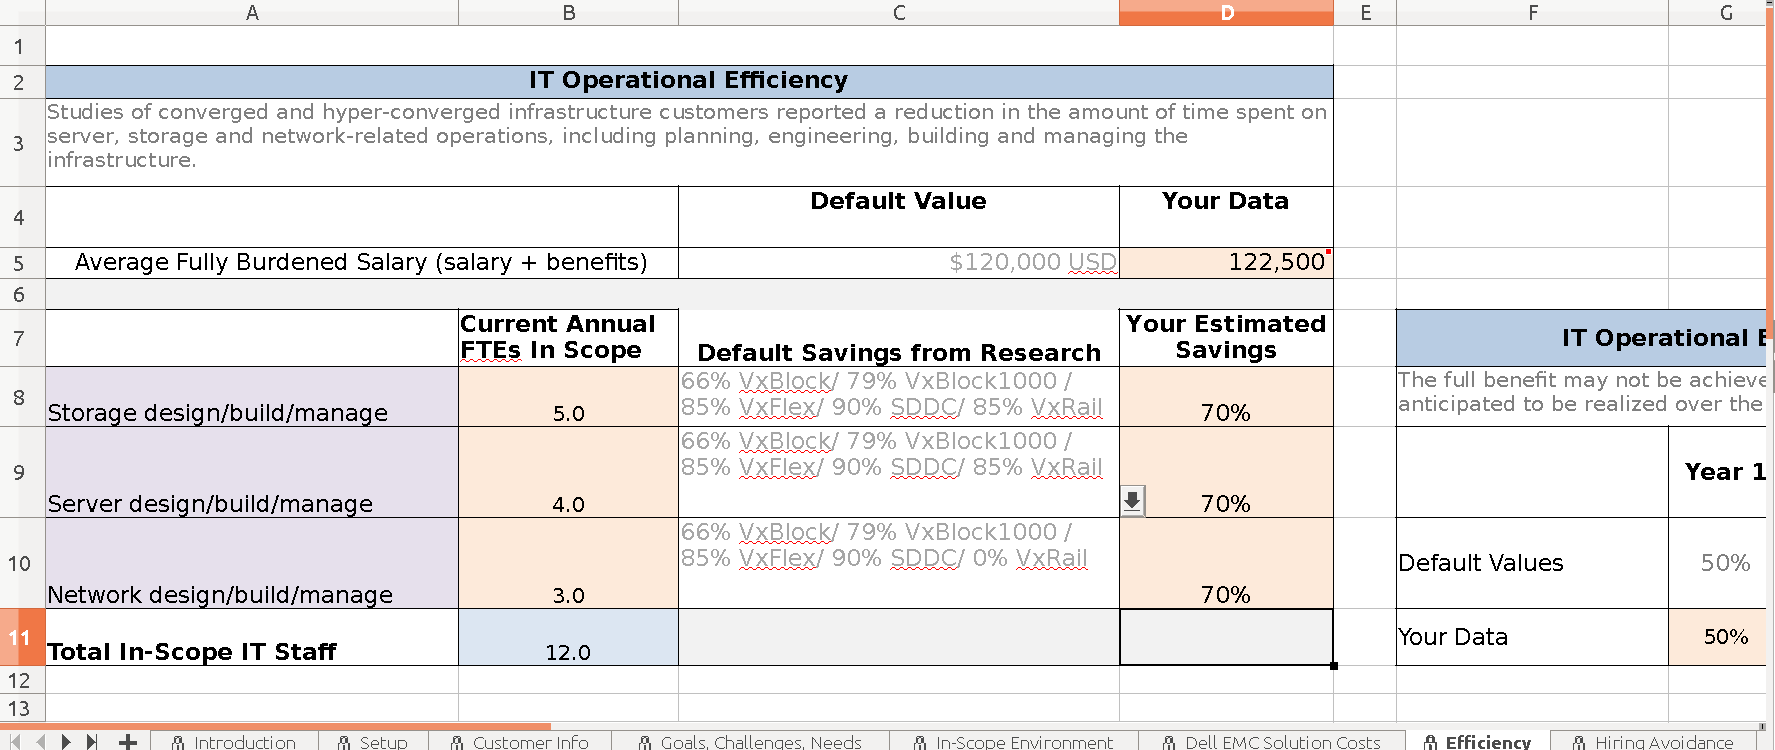 A B C D E F G
1
2 IT Operational Efficiency
3 Studies of converged and hyper-converged infrastructure customers reported a reduction in the amount of time spent on
server, storage and network-related operations, including planning, engineering, building and managing the
infrastructure.
4 Default Value Your Data
5 Average Fully Burdened Salary (salary + benefits) $120,000 USD 122,500
6
7 Current Annual
FTEs In Scope Default Savings from Research Your Estimated
Savings IT Operational E
8 Storage design/build/manage 5.0 66% VxBlock/ 79% VxBlock1000 /
85% VxFlex/ 90% SDDC/ 85% VxRail 70% The full benefit may not be achieve
anticipated to be realized over the
9 Server design/build/manage 4.0 66% VxBlock/ 79% VxBlock1000 /
85% VxFlex/ 90% SDDC/ 85% VxRail 70% Year 1
10 Network design/build/manage 3.0 66% VxBlock/ 79% VxBlock1000 /
85% VxFlex/ 90% SDDC/ 0% VxRail 70% Default Values 50%
11 Total In-Scope IT Staff 12.0 Your Data 50%
12
13
Introduction Setup Customer Info Goals, Challenges, Needs In-Scope Environment Dell EMC Solution Costs Efficiency Hiring Avoidance